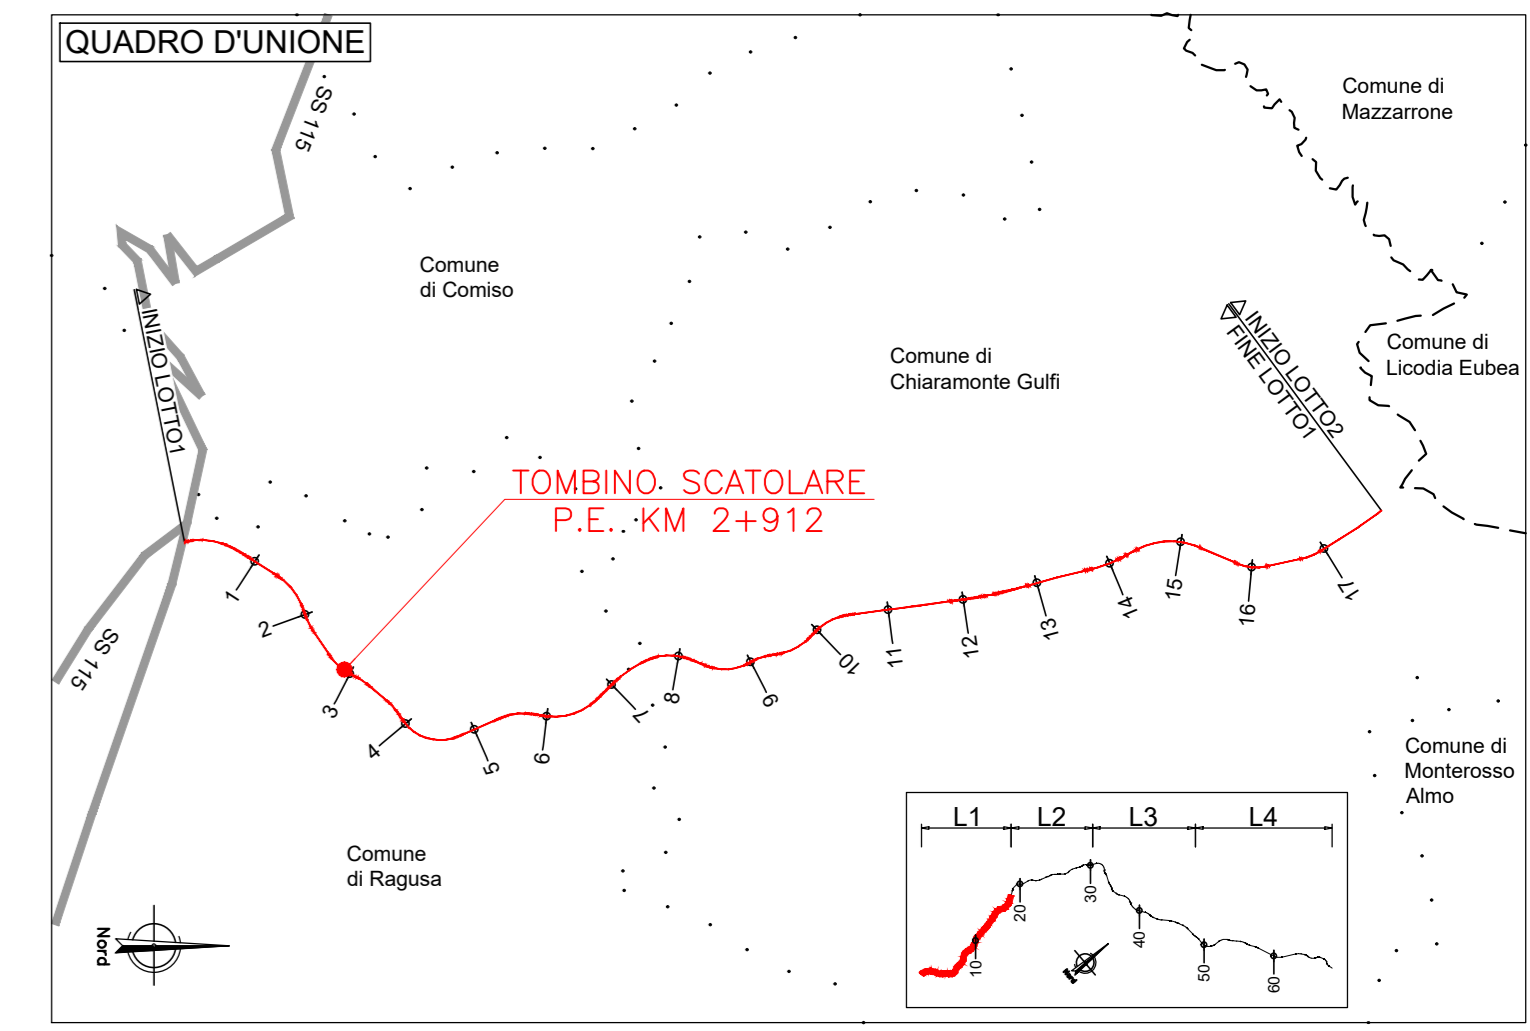 QUADRO D'UNIONE
SS 115
Comune di
Mazzarrone
Comune
di Comiso
INIZIO LOTTO1
INIZIO LOTTO2
FINE LOTTO1
Comune di
Chiaramonte Gulfi
Comune di
Licodia Eubea
TOMBINO SCATOLARE
P.E. KM 2+912
1
2
3
4
5
6
7
8
9
10
11
12
13
14
15
16
17
SS 115
Comune di
Monterosso
Almo
Comune
di Ragusa
Nord
L1 L2 L3 L4
10
20
30
40
50
60